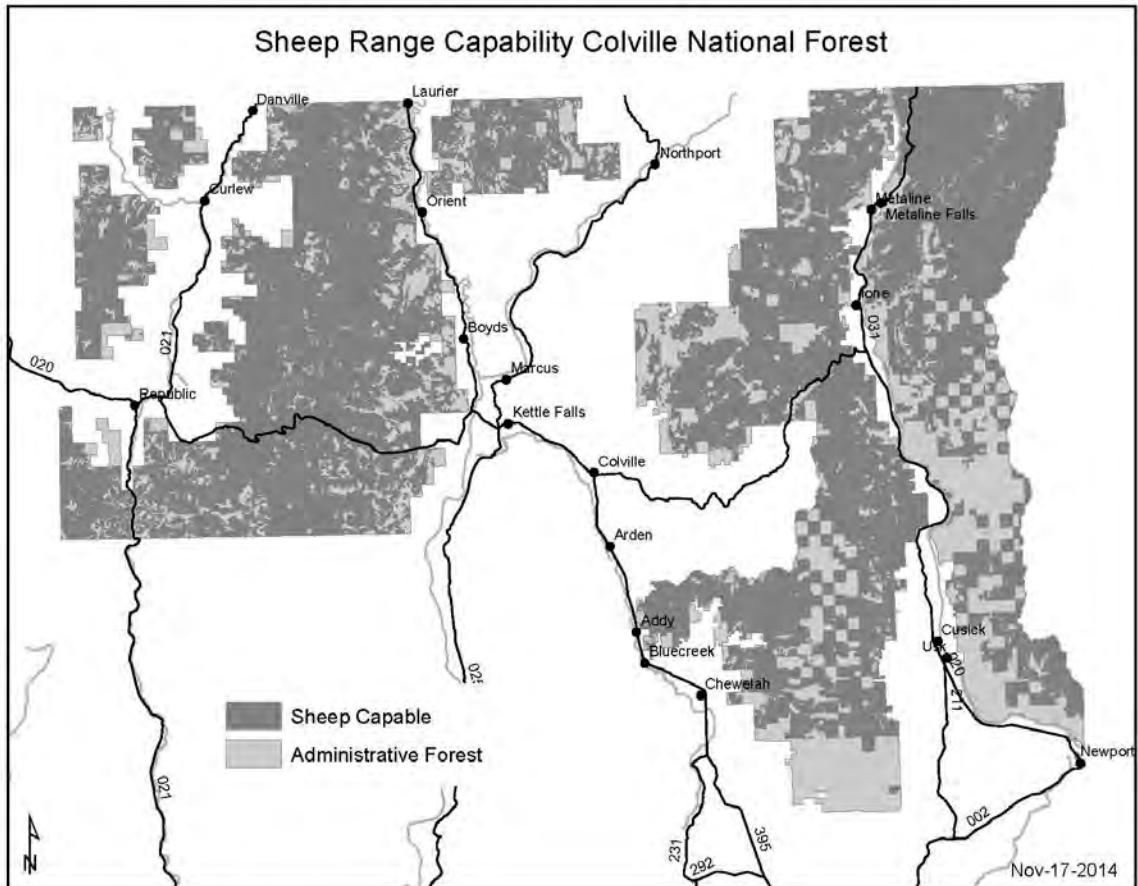 Sheep Range Capability Colville National Forest
Danville
Laurier
Northport
Curlew
Orient
Metaline
Metaline Falls
Ione
031
Boyds
021
020
Marcus
Republic
Kettle Falls
Colville
Arden
Addy
Bluecreek
Cusick
Usk
020
211
025
Chewelah
Sheep Capable
Administrative Forest
Newport
021
002
395
231
292
N
Nov-17-2014